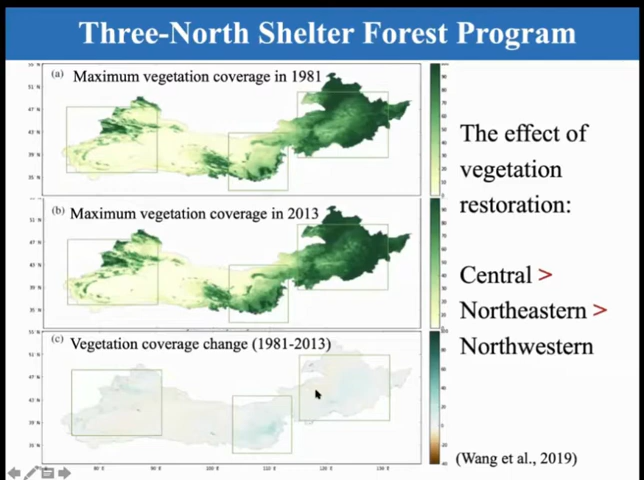 Three-North Shelter Forest Program
(a) Maximum vegetation coverage in 1981
(b) Maximum vegetation coverage in 2013
(c) Vegetation coverage change (1981-2013)
The effect of
vegetation
restoration:
Central >
Northeastern >
Northwestern
(Wang et al., 2019)